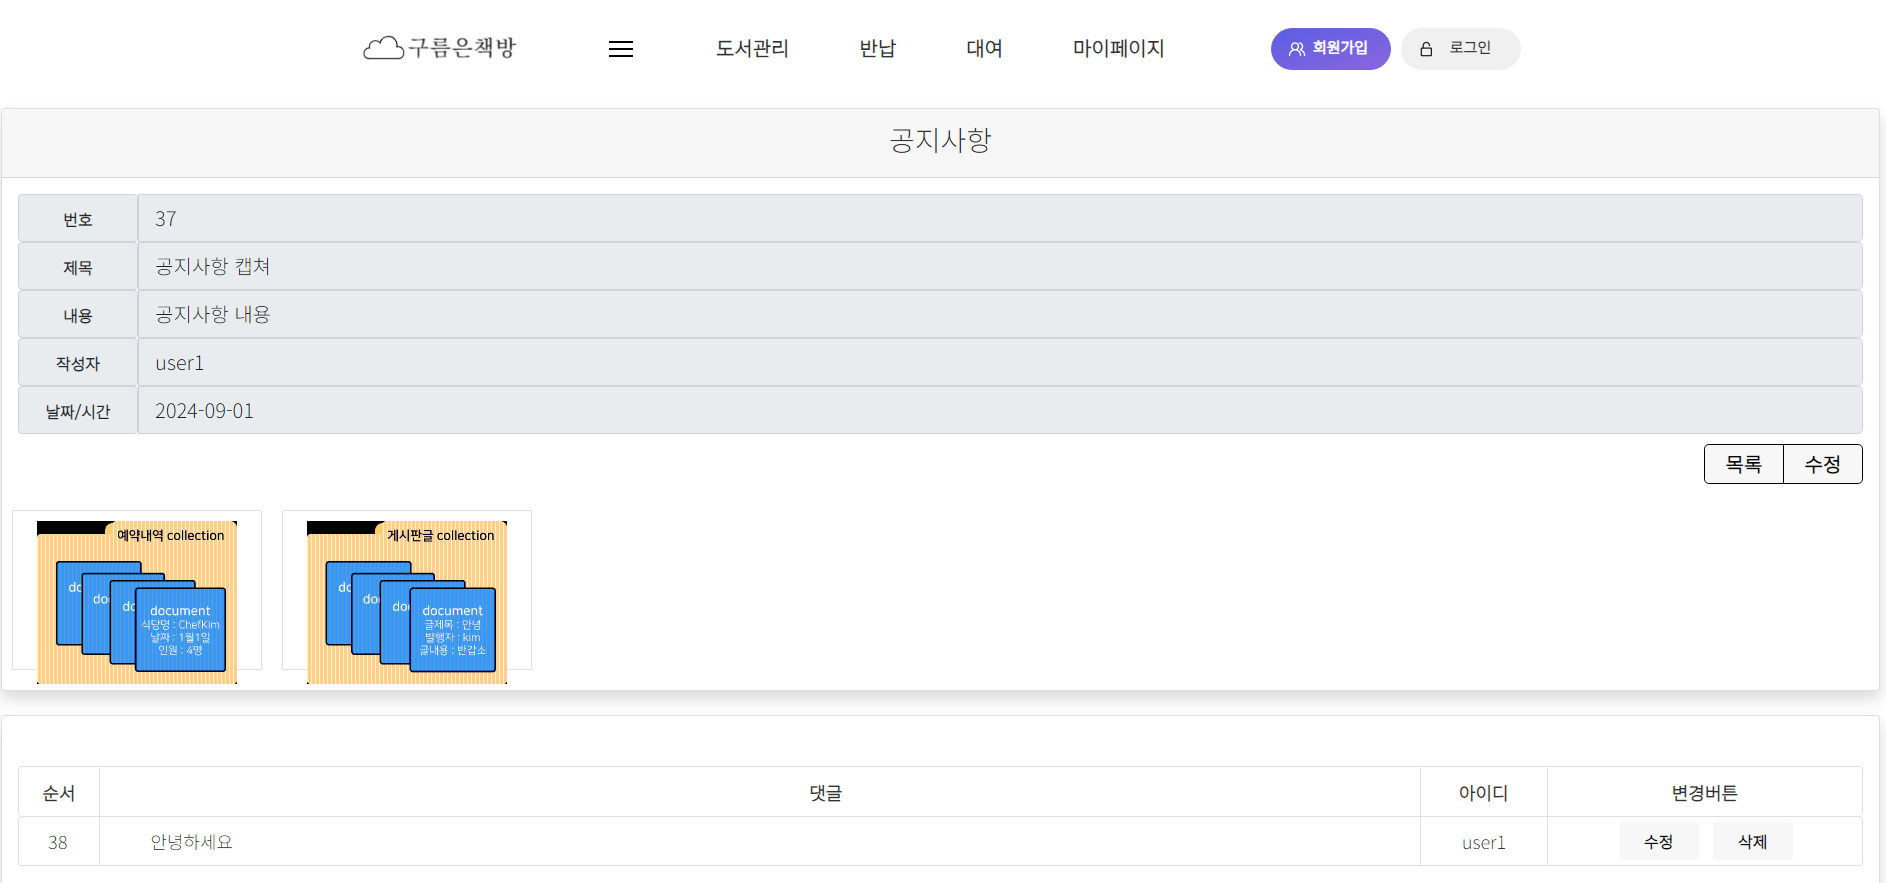 구름은책방
도서관리 반납 대여 마이페이지 회원가입 로그인
공지사항
번호 37
제목 공지사항 캡쳐
내용 공지사항 내용
작성자 user1
날짜/시간 2024-09-01
목록 수정
예약내역 collection
do
do
do
document
식당명 : ChefKim
날짜 : 1월1일
인원 : 4명
게시판글 collection
do
do
do
document
글제목 : 안녕
발행자 : kim
글내용 : 반갑소
순서 댓글 아이디 변경버튼
38 안녕하세요 user1 수정 삭제